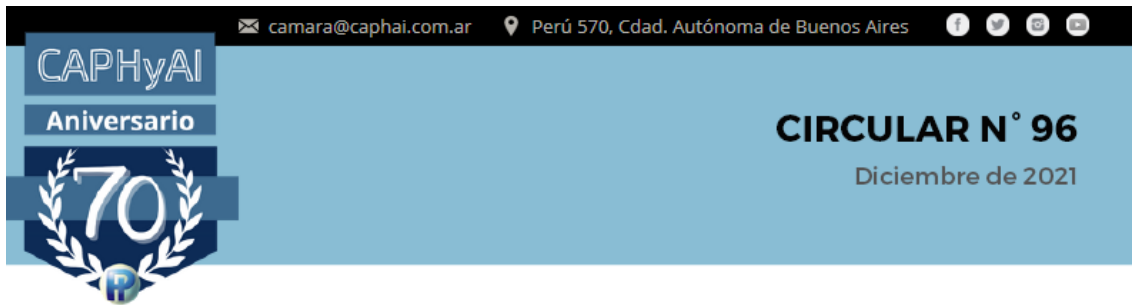 camara@caphai.com.ar Perú 570, Cdad. Autónoma de Buenos Aires
CAPHyAI
Aniversario
70
CIRCULAR N° 96
Diciembre de 2021